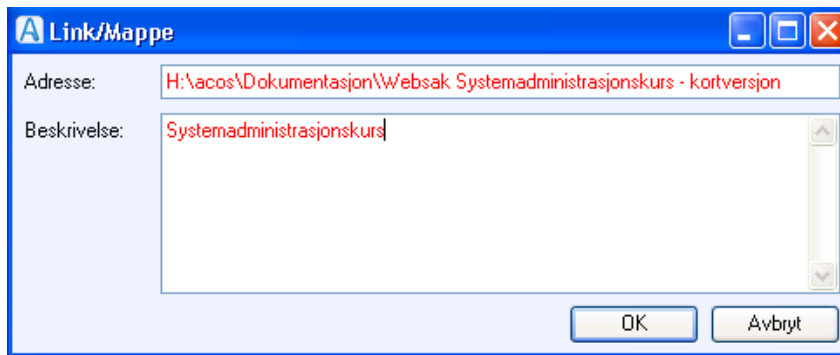 Link/Mappe
Adresse: H:\acos\Dokumentasjon\Websak Systemadministrasjonskurs - kortversjon
Beskrivelse: Systemadministrasjonskurs
OK Avbryt